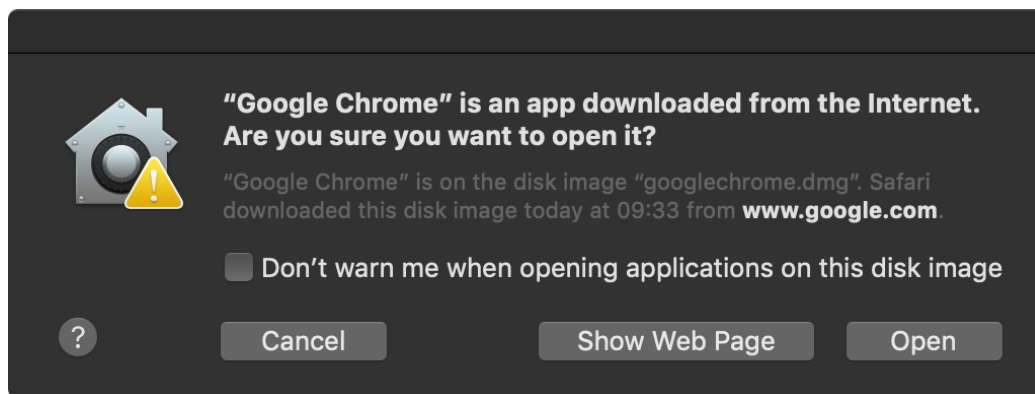 “Google Chrome” is an app downloaded from the Internet.
Are you sure you want to open it?
“Google Chrome” is on the disk image “googlechrome.dmg”. Safari
downloaded this disk image today at 09:33 from www.google.com.
Don’t warn me when opening applications on this disk image
? Cancel Show Web Page Open